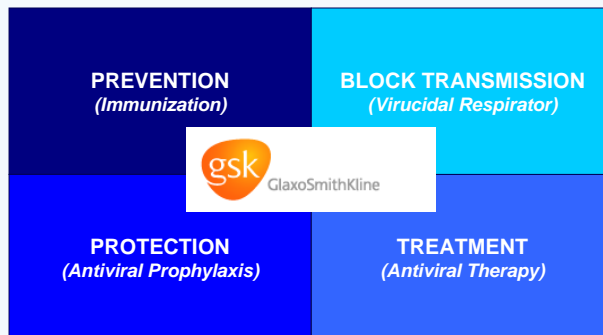 PREVENTION
(Immunization)
BLOCK TRANSMISSION
(Virucidal Respirator)
gsk
GlaxoSmithKline
PROTECTION
(Antiviral Prophylaxis)
TREATMENT
(Antiviral Therapy)